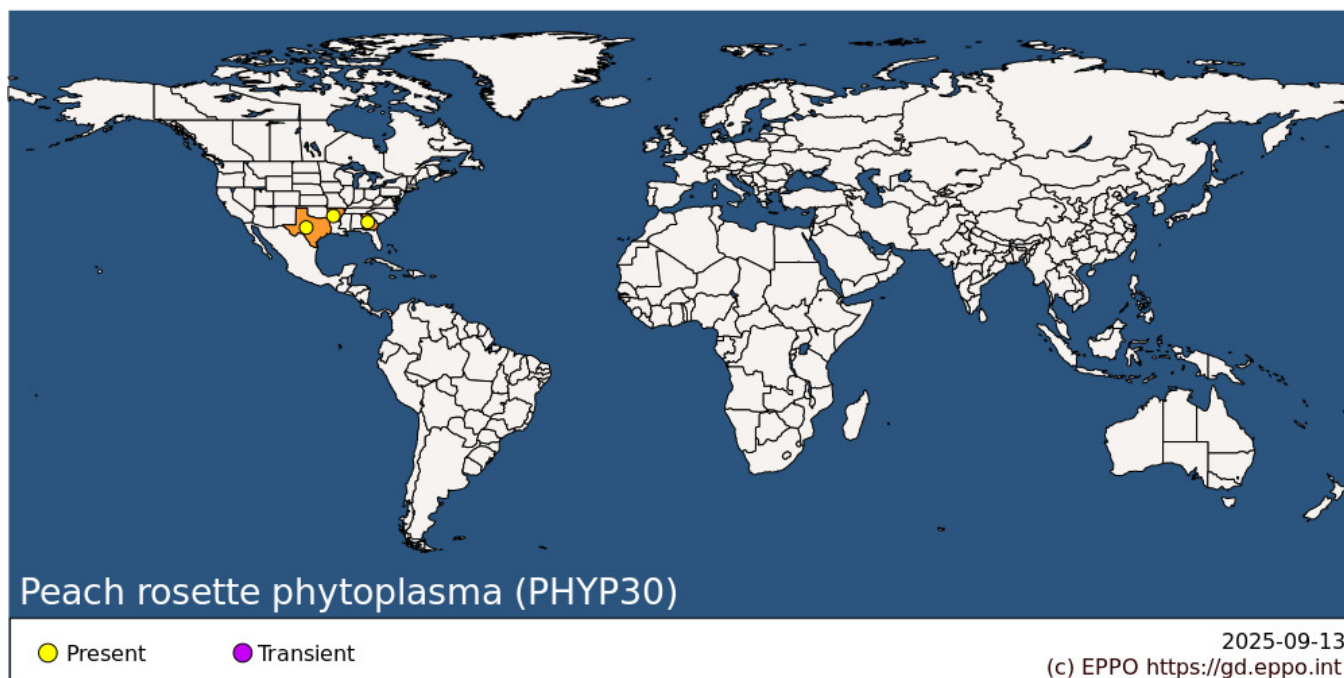 Peach rosette phytoplasma (PHYP30)
Present
Transient
2025-09-13
(c) EPPO https://gd.eppo.int